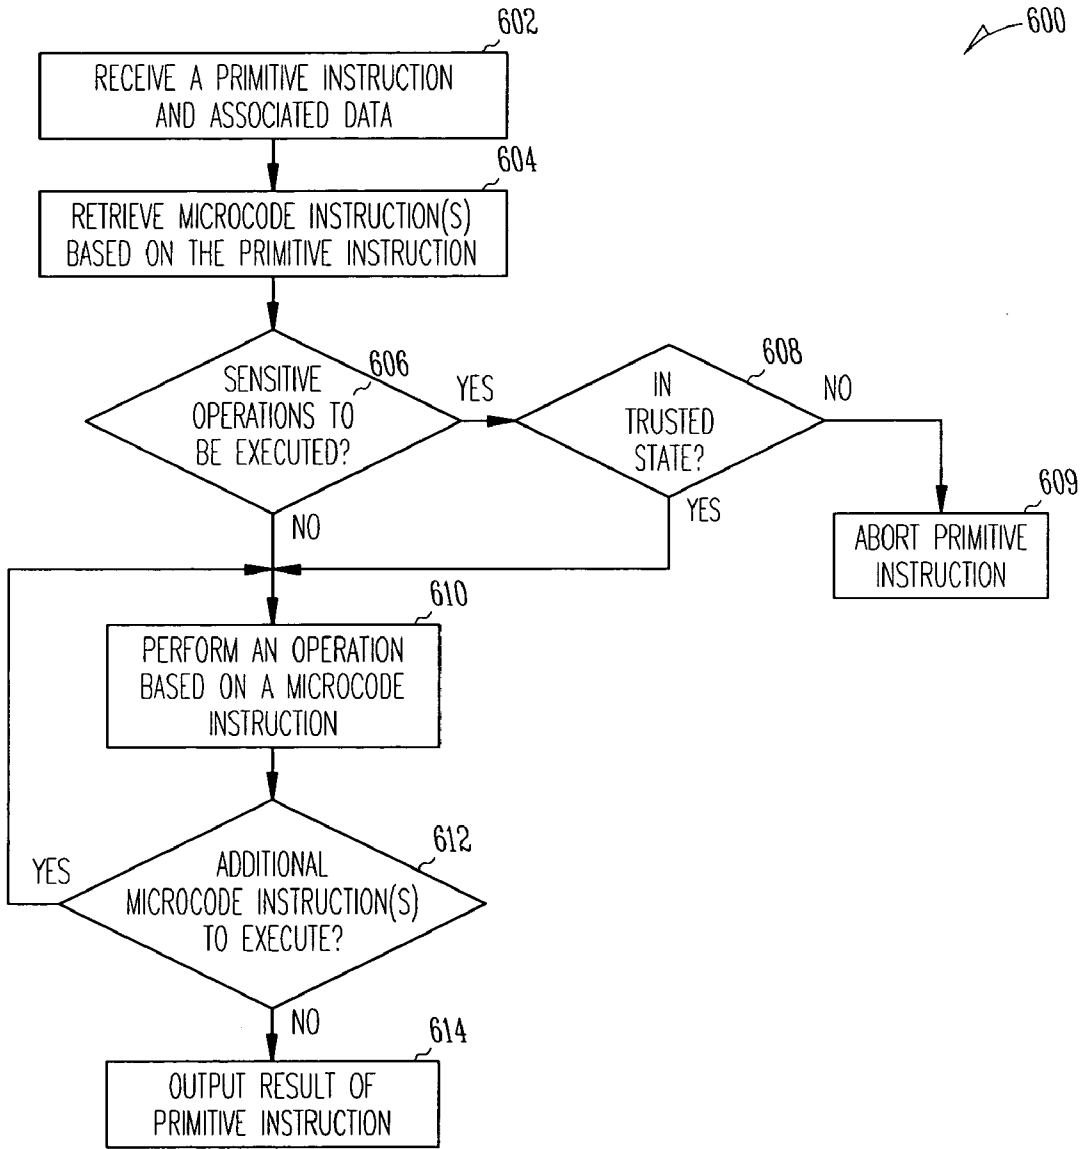 600
602
RECEIVE A PRIMITIVE INSTRUCTION
AND ASSOCIATED DATA
604
RETRIEVE MICROCODE INSTRUCTION(S)
BASED ON THE PRIMITIVE INSTRUCTION
606
SENSITIVE
OPERATIONS TO
BE EXECUTED?
YES
NO
608
IN
TRUSTED
STATE?
NO
YES
609
ABORT PRIMITIVE
INSTRUCTION
610
PERFORM AN OPERATION
BASED ON A MICROCODE
INSTRUCTION
612
ADDITIONAL
MICROCODE INSTRUCTION(S)
TO EXECUTE?
YES
NO
614
OUTPUT RESULT OF
PRIMITIVE INSTRUCTION